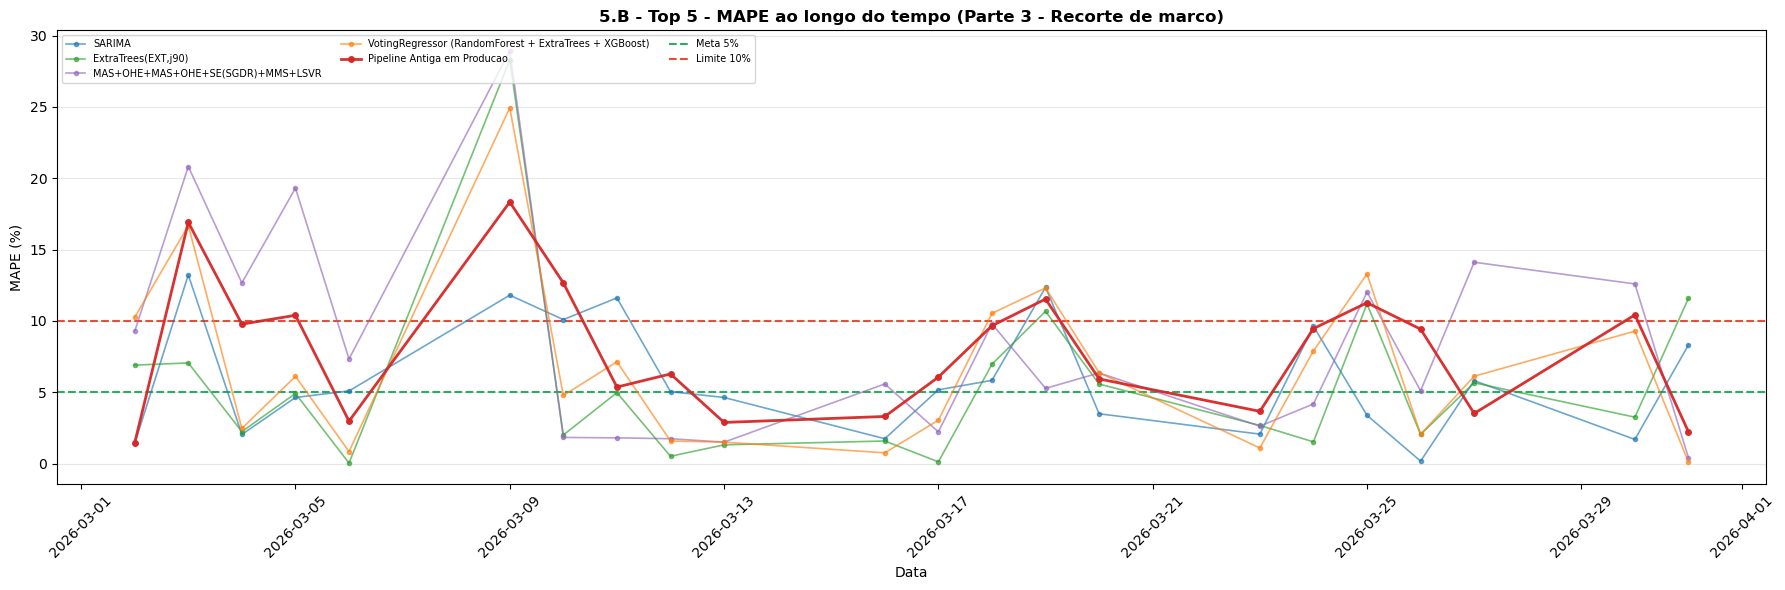 5.B - Top 5 - MAPE ao longo do tempo (Parte 3 - Recorte de marco)
SARIMA
ExtraTrees(EXT,j90)
MAS+OHE+MAS+OHE+SE(SGDR)+MMS+LSVR
VotingRegressor (RandomForest + ExtraTrees + XGBoost)
Pipeline Antiga em Producao
Meta 5%
Limite 10%
MAPE (%)
30
25
20
15
10
5
0
2026-03-01
2026-03-05
2026-03-09
2026-03-13
2026-03-17
2026-03-21
2026-03-25
2026-03-29
2026-04-01
Data